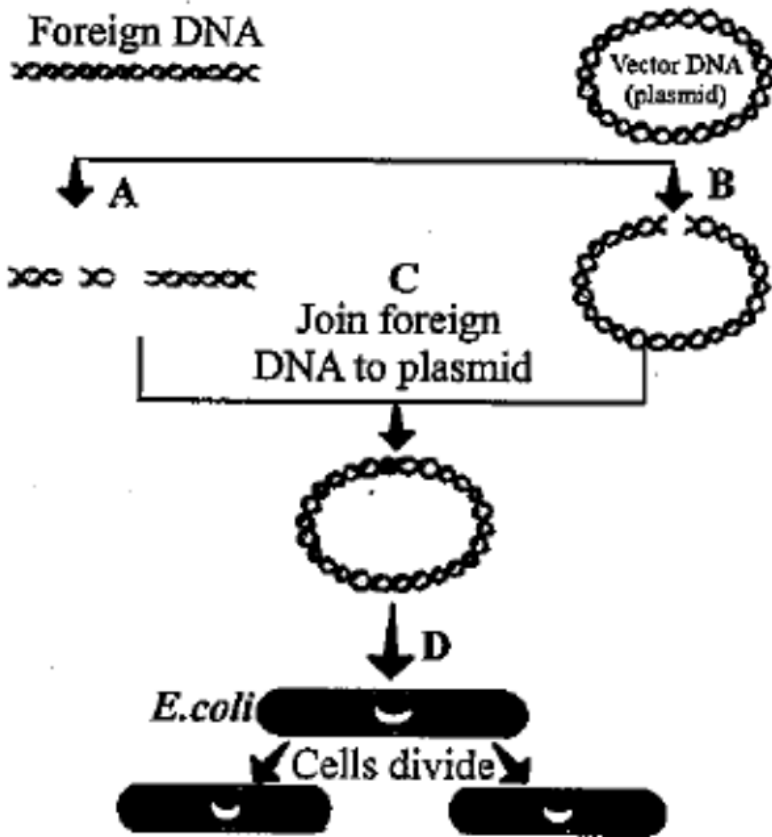 Foreign DNA
Vector DNA
(plasmid)
A
B
C
Join foreign
DNA to plasmid
D
E.coli
Cells divide